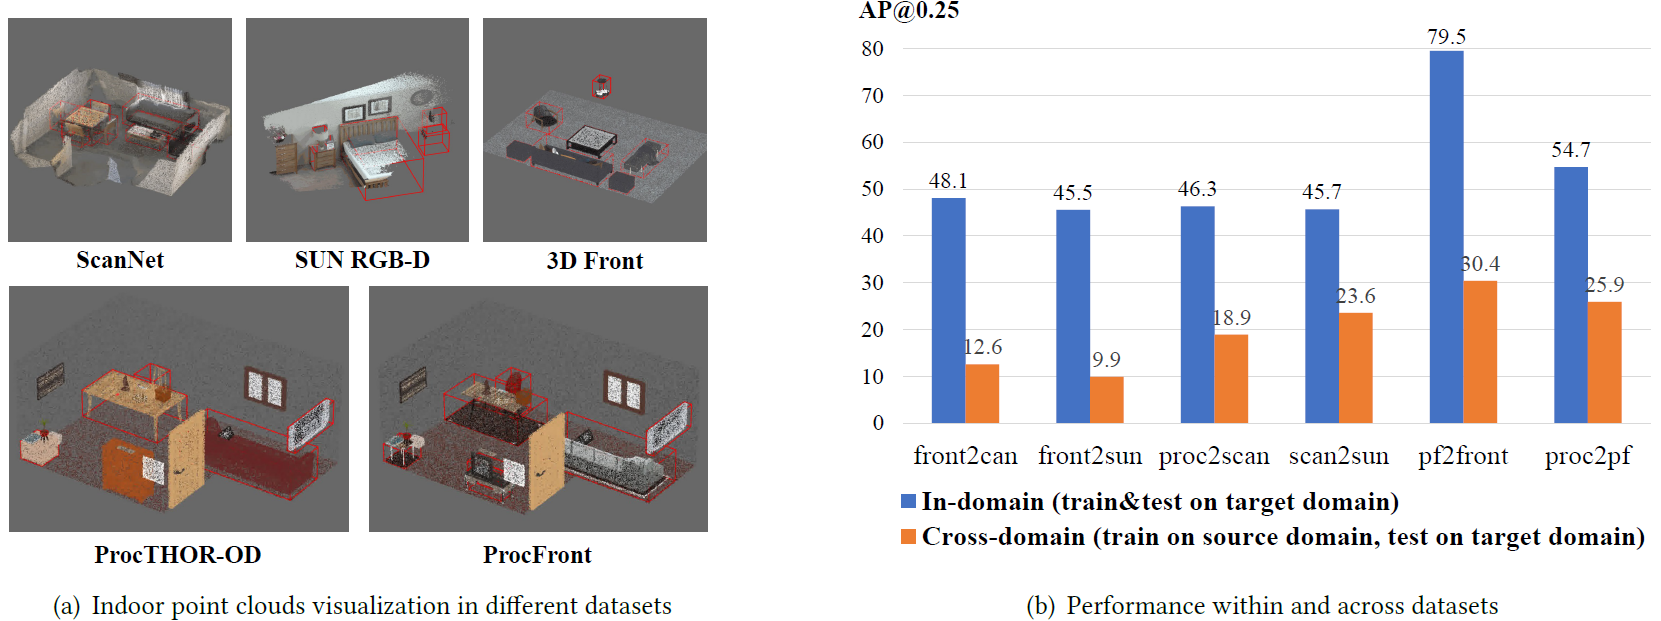 ScanNet
SUN RGB-D
3D Front
ProcTHOR-OD
ProcFront
(a) Indoor point clouds visualization in different datasets
AP@0.25
80
70
60
50
40
30
20
10
0
48.1
12.6
45.5
9.9
46.3
18.9
45.7
23.6
79.5
30.4
54.7
25.9
front2can
front2sun
proc2scan
scan2sun
pf2front
proc2pf
In-domain (train&test on target domain)
Cross-domain (train on source domain, test on target domain)
(b) Performance within and across datasets